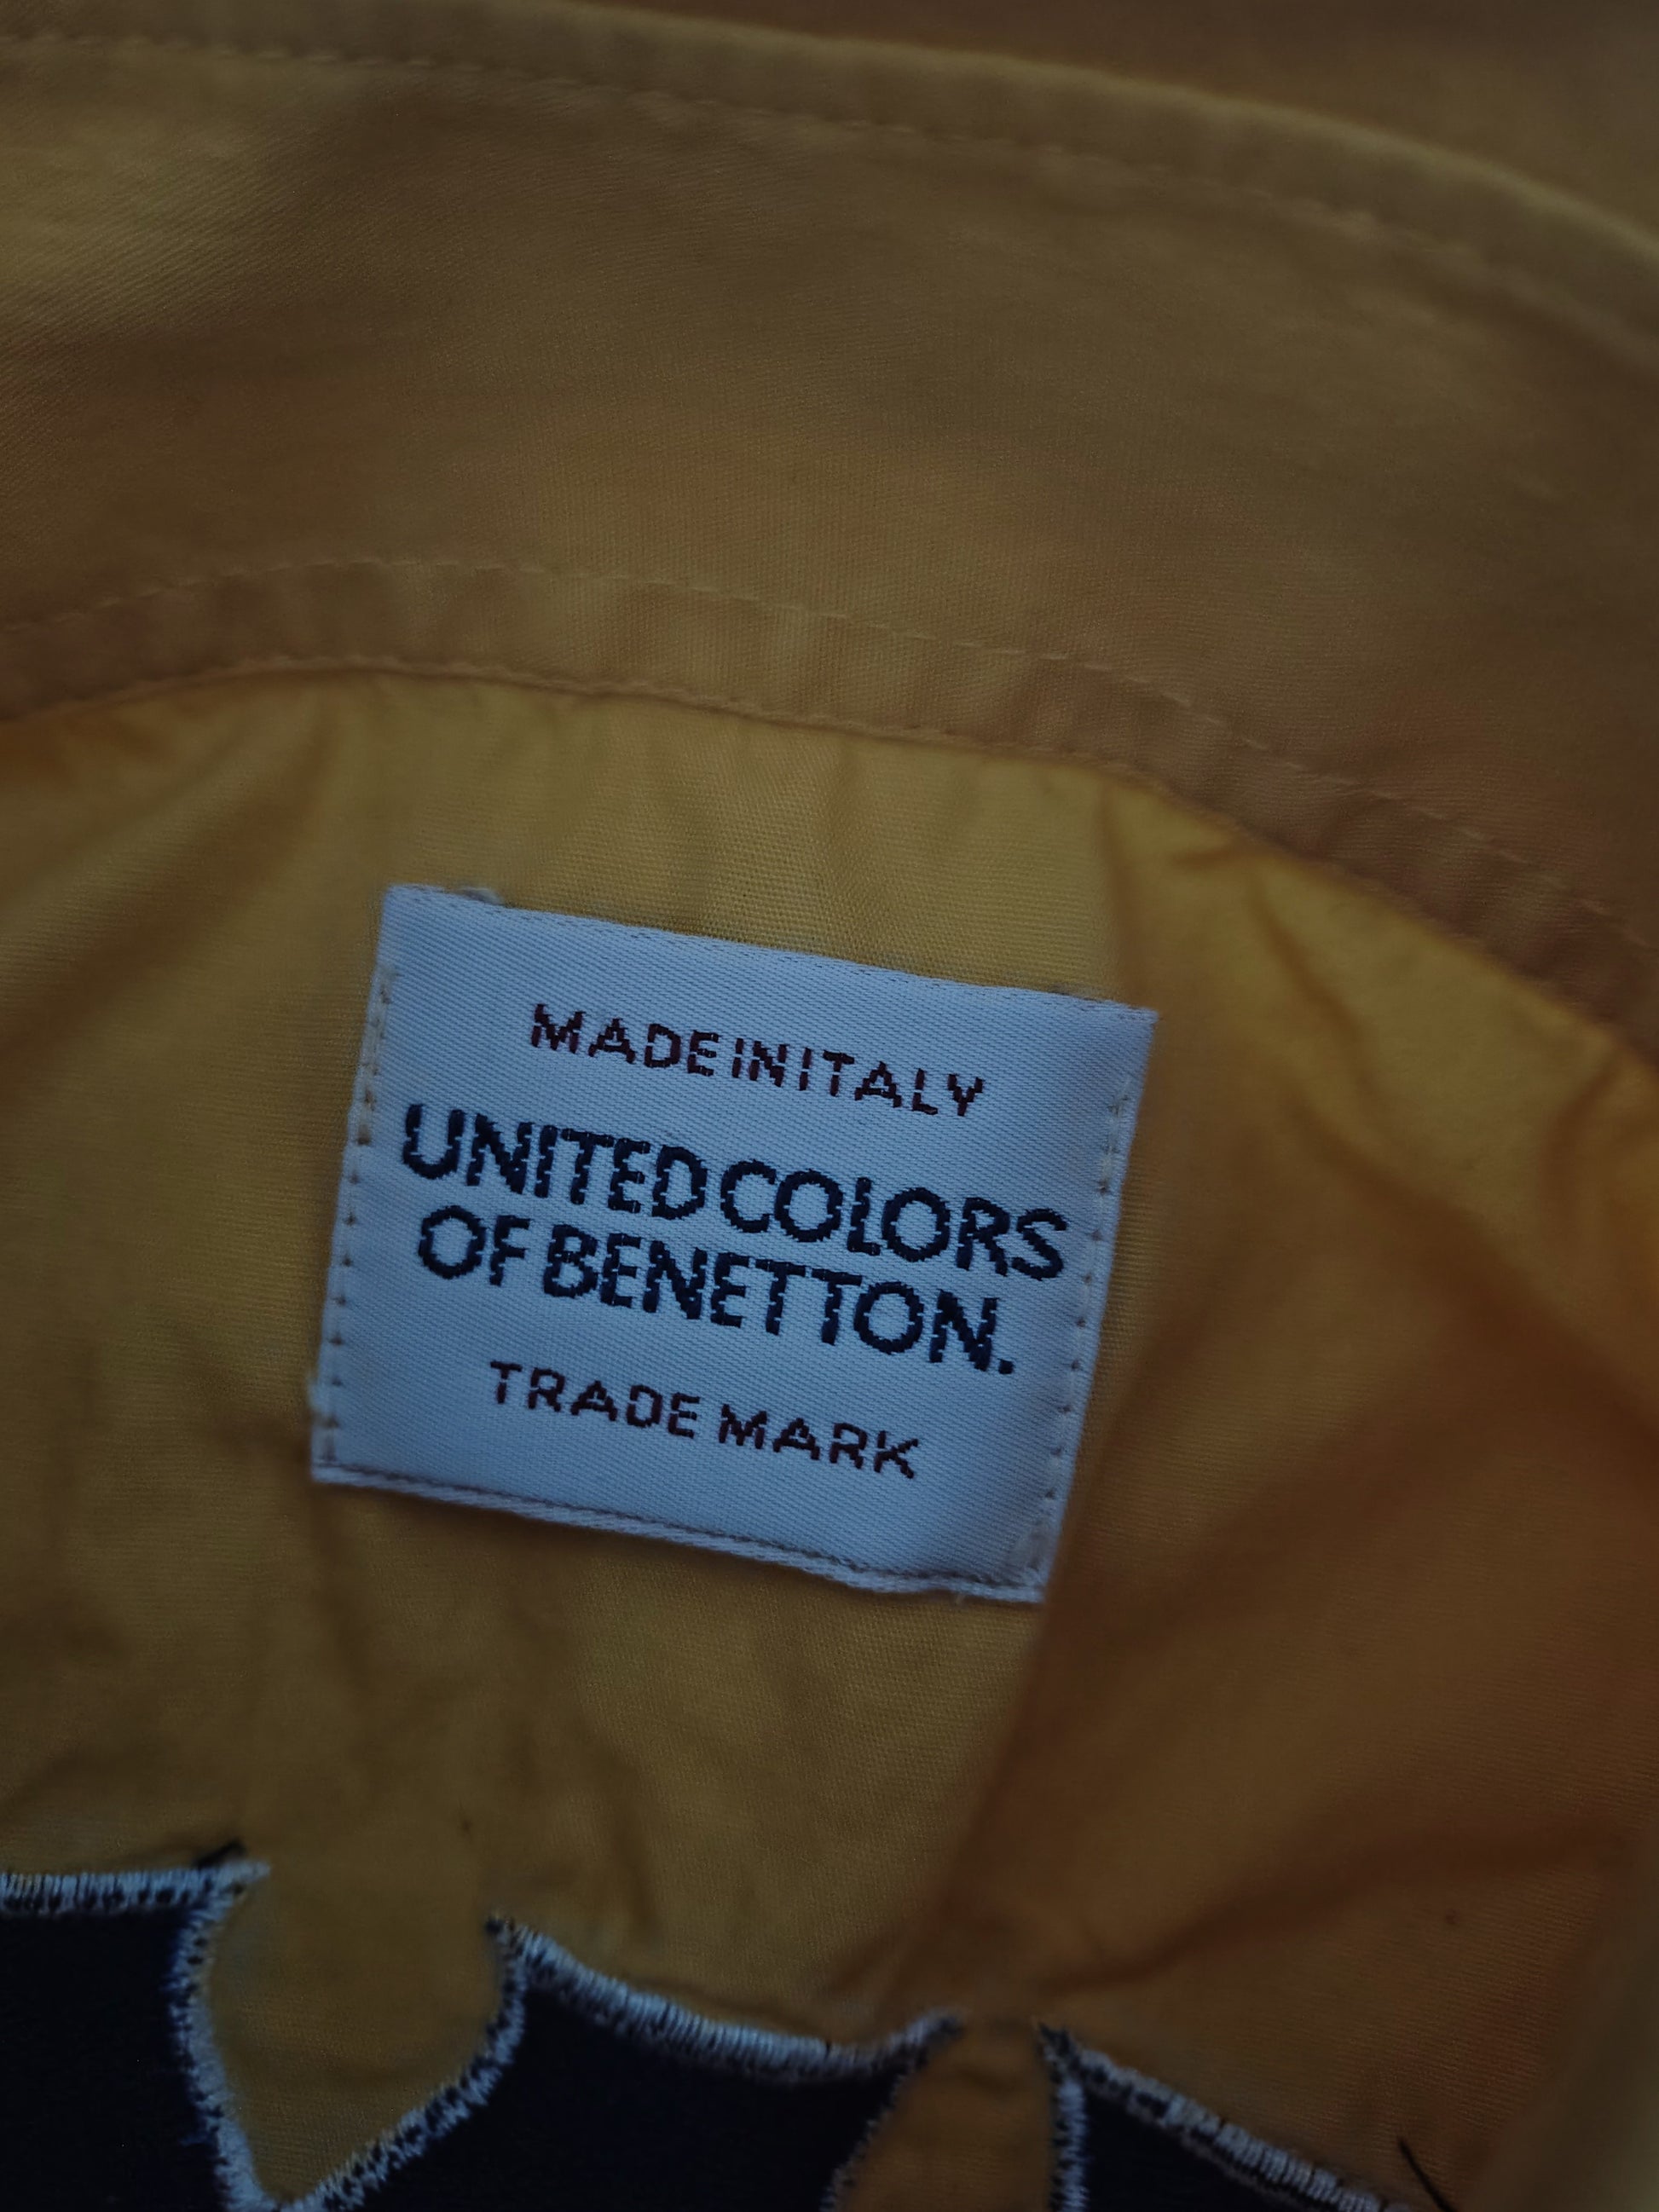 MADE IN ITALY
UNITED COLORS
OF BENETTON.
TRADE MARK